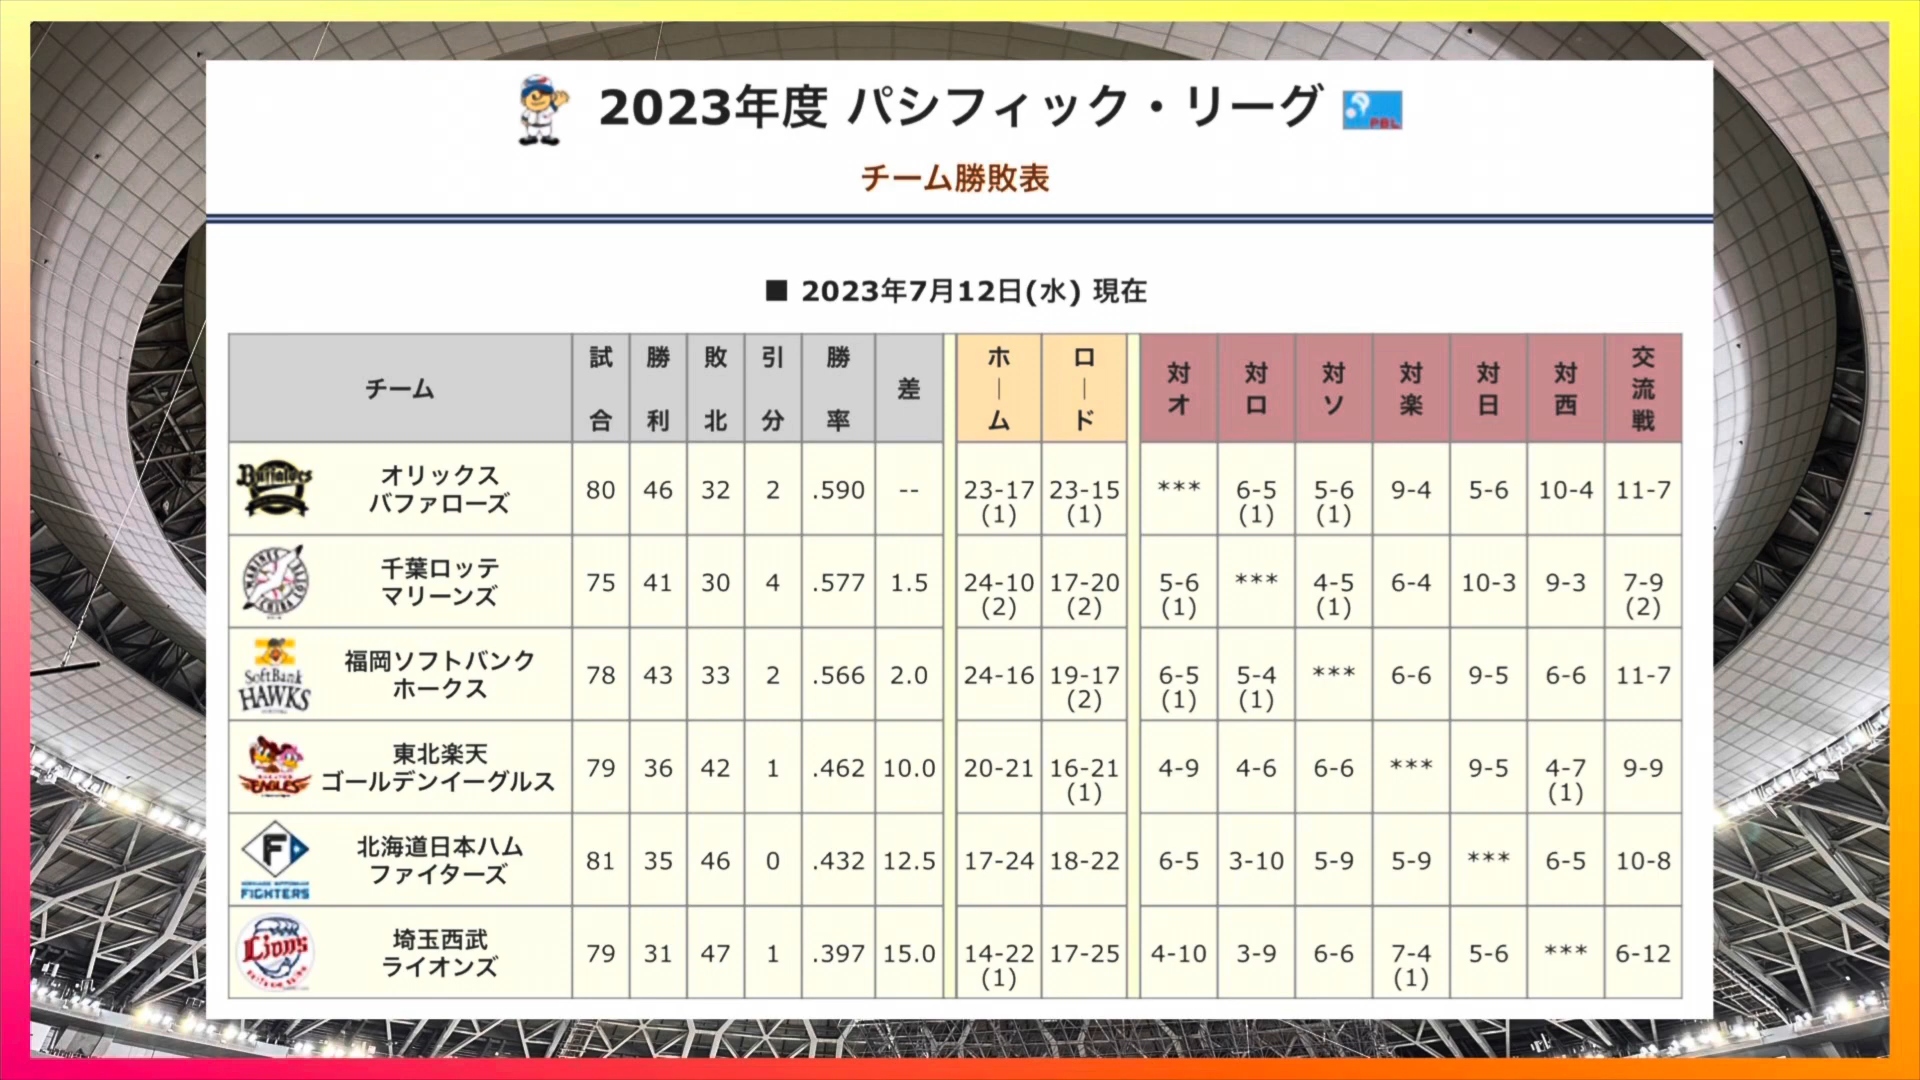 2023年度 パシフィック・リーグ
PBL
チーム勝敗表
■ 2023年7月12日(水) 現在
チーム 試合 勝利 敗北 引分 勝率 差 ホーム ロード 対オ 対ロ 対ソ 対楽 対日 対西 交流戦
Buffaloes オリックス バファローズ 80 46 32 2 .590 -- 23-17 (1) 23-15 (1) *** 6-5 (1) 5-6 (1) 9-4 5-6 10-4 11-7
千葉ロッテ マリーンズ 75 41 30 4 .577 1.5 24-10 (2) 17-20 (2) 5-6 (1) *** 4-5 (1) 6-4 10-3 9-3 7-9 (2)
SoftBank HAWKS 福岡ソフトバンク ホークス 78 43 33 2 .566 2.0 24-16 19-17 (2) 6-5 (1) 5-4 (1) *** 6-6 9-5 6-6 11-7
EAGLES 東北楽天 ゴールデンイーグルス 79 36 42 1 .462 10.0 20-21 16-21 (1) 4-9 4-6 6-6 *** 9-5 4-7 (1) 9-9
F FIGHTERS 北海道日本ハム ファイターズ 81 35 46 0 .432 12.5 17-24 18-22 6-5 3-10 5-9 5-9 *** 6-5 10-8
Lions 埼玉西武 ライオンズ 79 31 47 1 .397 15.0 14-22 (1) 17-25 4-10 3-9 6-6 7-4 (1) 5-6 *** 6-12